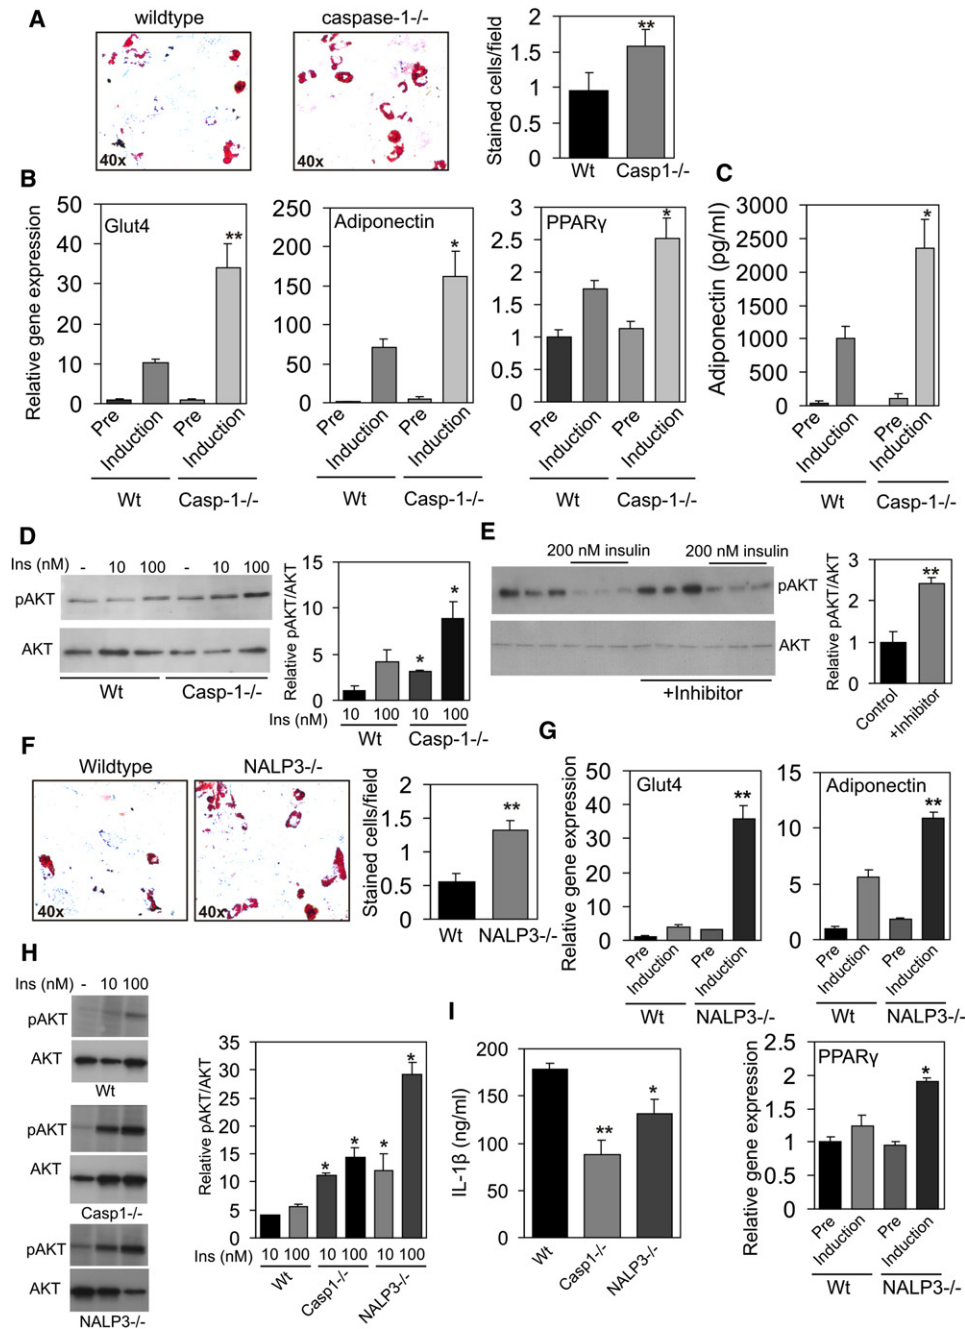 A
wildtype
caspase-1-/-
40x
40x
Stained cells/field
2
1.5
1
0.5
0
**
Wt
Casp1-/-
B
Relative gene expression
50
40
30
20
10
0
Glut4
**
Pre
Induction
Pre
Induction
Wt
Casp-1-/-
250
200
150
100
50
0
Adiponectin
*
Pre
Induction
Pre
Induction
Wt
Casp-1-/-
3
2.5
2
1.5
1
0.5
0
PPARγ
*
Pre
Induction
Pre
Induction
Wt
Casp-1-/-
C
Adiponectin (pg/ml)
3000
2500
2000
1500
1000
500
0
*
Pre
Induction
Pre
Induction
Wt
Casp-1-/-
D
Ins (nM) - 10 100 - 10 100
pAKT
AKT
Wt
Casp-1-/-
Relative pAKT/AKT
15
10
5
0
*
*
Ins (nM) 10 100 10 100
Wt
Casp-1-/-
E
200 nM insulin
200 nM insulin
pAKT
AKT
+Inhibitor
Relative pAKT/AKT
3
2
1
0
**
Control
+Inhibitor
F
Wildtype
NALP3-/-
40x
40x
Stained cells/field
2
1.5
1
0.5
0
**
Wt
NALP3-/-
G
Relative gene expression
50
40
30
20
10
0
Glut4
**
Pre
Induction
Pre
Induction
Wt
NALP3-/-
15
10
5
0
Adiponectin
**
Pre
Induction
Pre
Induction
Wt
NALP3-/-
Relative gene expression
2.5
2
1.5
1
0.5
0
PPARγ
*
Pre
Induction
Pre
Induction
Wt
NALP3-/-
H
Ins (nM) - 10 100
pAKT
AKT
Wt
pAKT
AKT
Casp1-/-
pAKT
AKT
NALP3-/-
Relative pAKT/AKT
35
30
25
20
15
10
5
0
*
*
*
*
Ins (nM) 10 100 10 100 10 100
Wt
Casp1-/-
NALP3-/-
I
IL-1β (ng/ml)
200
150
100
50
0
**
*
Wt
Casp1-/-
NALP3-/-